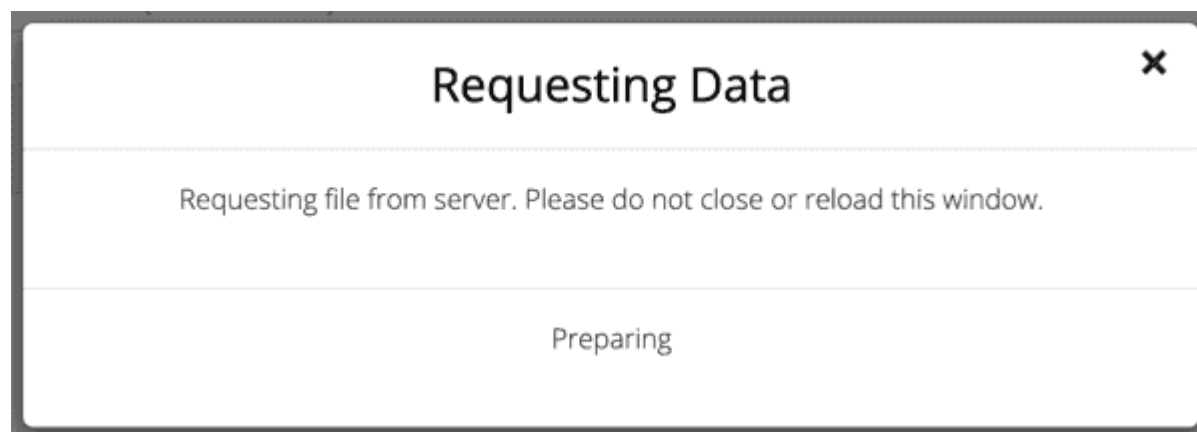 Requesting Data
Requesting file from server. Please do not close or reload this window.
Preparing